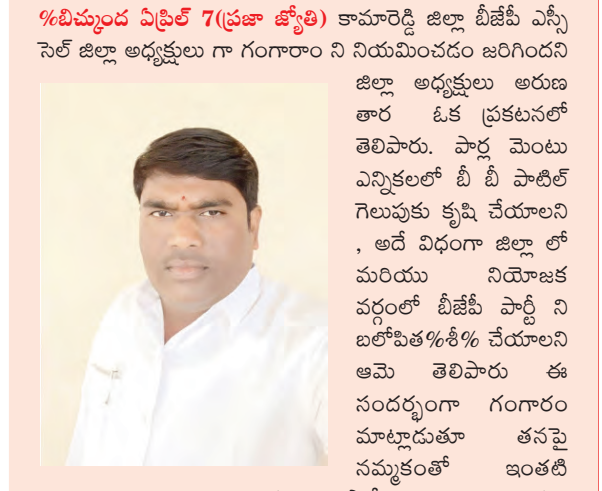 %బిచ్కుంద ఏప్రిల్ 7(ప్రజా జ్యోతి) కామారెడ్డి జిల్లా బీజేపీ ఎస్సీ
సెల్ జిల్లా అధ్యక్షులు గా గంగారాం ని నియమించడం జరిగిందని
జిల్లా అధ్యక్షులు అరుణ
తార ఓక ప్రకటనలో
తెలిపారు. పార్ల మెంటు
ఎన్నికలలో బీ బీ పాటిల్
గెలుపుకు కృషి చేయాలని
, అదే విధంగా జిల్లా లో
మరియు నియోజక
వర్గంలో బీజేపీ పార్టీ ని
బలోపిత%శీ% చేయాలని
ఆమె తెలిపారు ఈ
సందర్భంగా గంగారం
మాట్లాడుతూ తనపై
నమ్మకంతో ఇంతటి